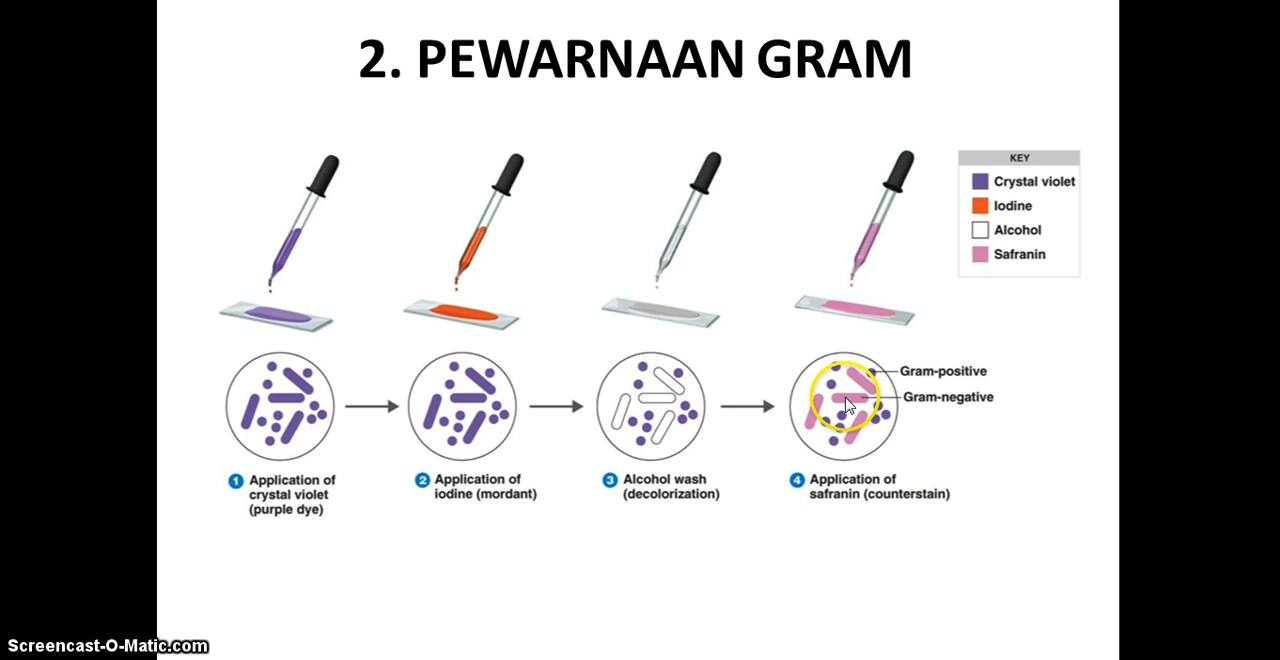 2. PEWARNAAN GRAM
KEY
Crystal violet
Iodine
Alcohol
Safranin
Gram-positive
Gram-negative
1 Application of
crystal violet
(purple dye)
2 Application of
iodine (mordant)
3 Alcohol wash
(decolorization)
4 Application of
safranin (counterstain)
Screencast-O-Matic.com